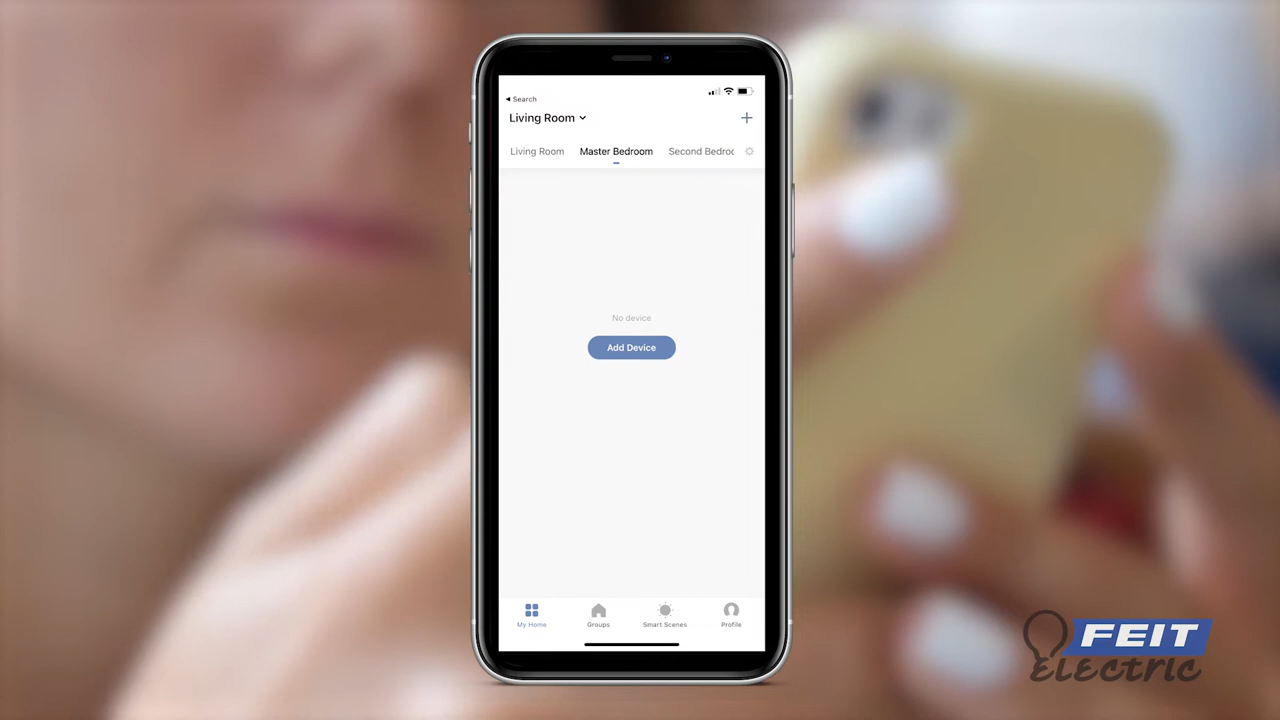 ◀ Search
Living Room
+
Living Room Master Bedroom Second Bedroo
No device
Add Device
My Home Groups Smart Scenes Profile
FEIT
Electric